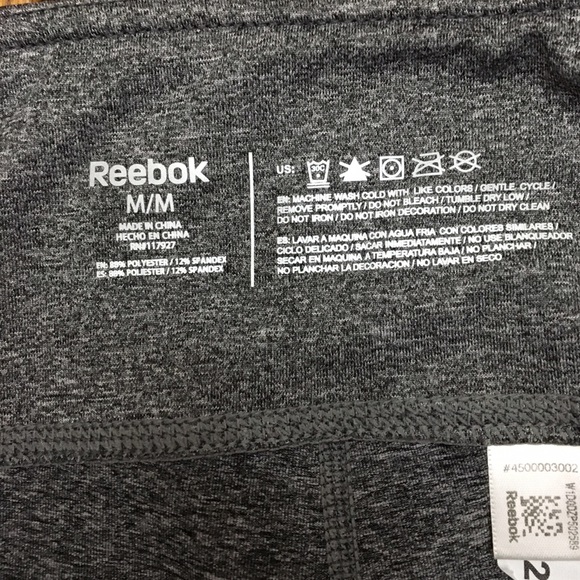 Reebok
M/M
MADE IN CHINA
HECHO EN CHINA
RN#117927
EN: 88% POLYESTER / 12% SPANDEX
ES: 88% POLIESTER / 12% SPANDEX
US: 30C
EN: MACHINE WASH COLD WITH LIKE COLORS / GENTLE CYCLE /
REMOVE PROMPTLY / DO NOT BLEACH / TUMBLE DRY LOW /
DO NOT IRON / DO NOT IRON DECORATION / DO NOT DRY CLEAN
ES: LAVAR A MAQUINA CON AGUA FRIA CON COLORES SIMILARES /
CICLO DELICADO / SACAR INMEDIATAMENTE / NO USE BLANQUEADOR
SECAR EN MAQUINA A TEMPERATURA BAJA / NO PLANCHAR /
NO PLANCHAR LA DECORACION / NO LAVAR EN SECO
#4500003002
Reebok
2